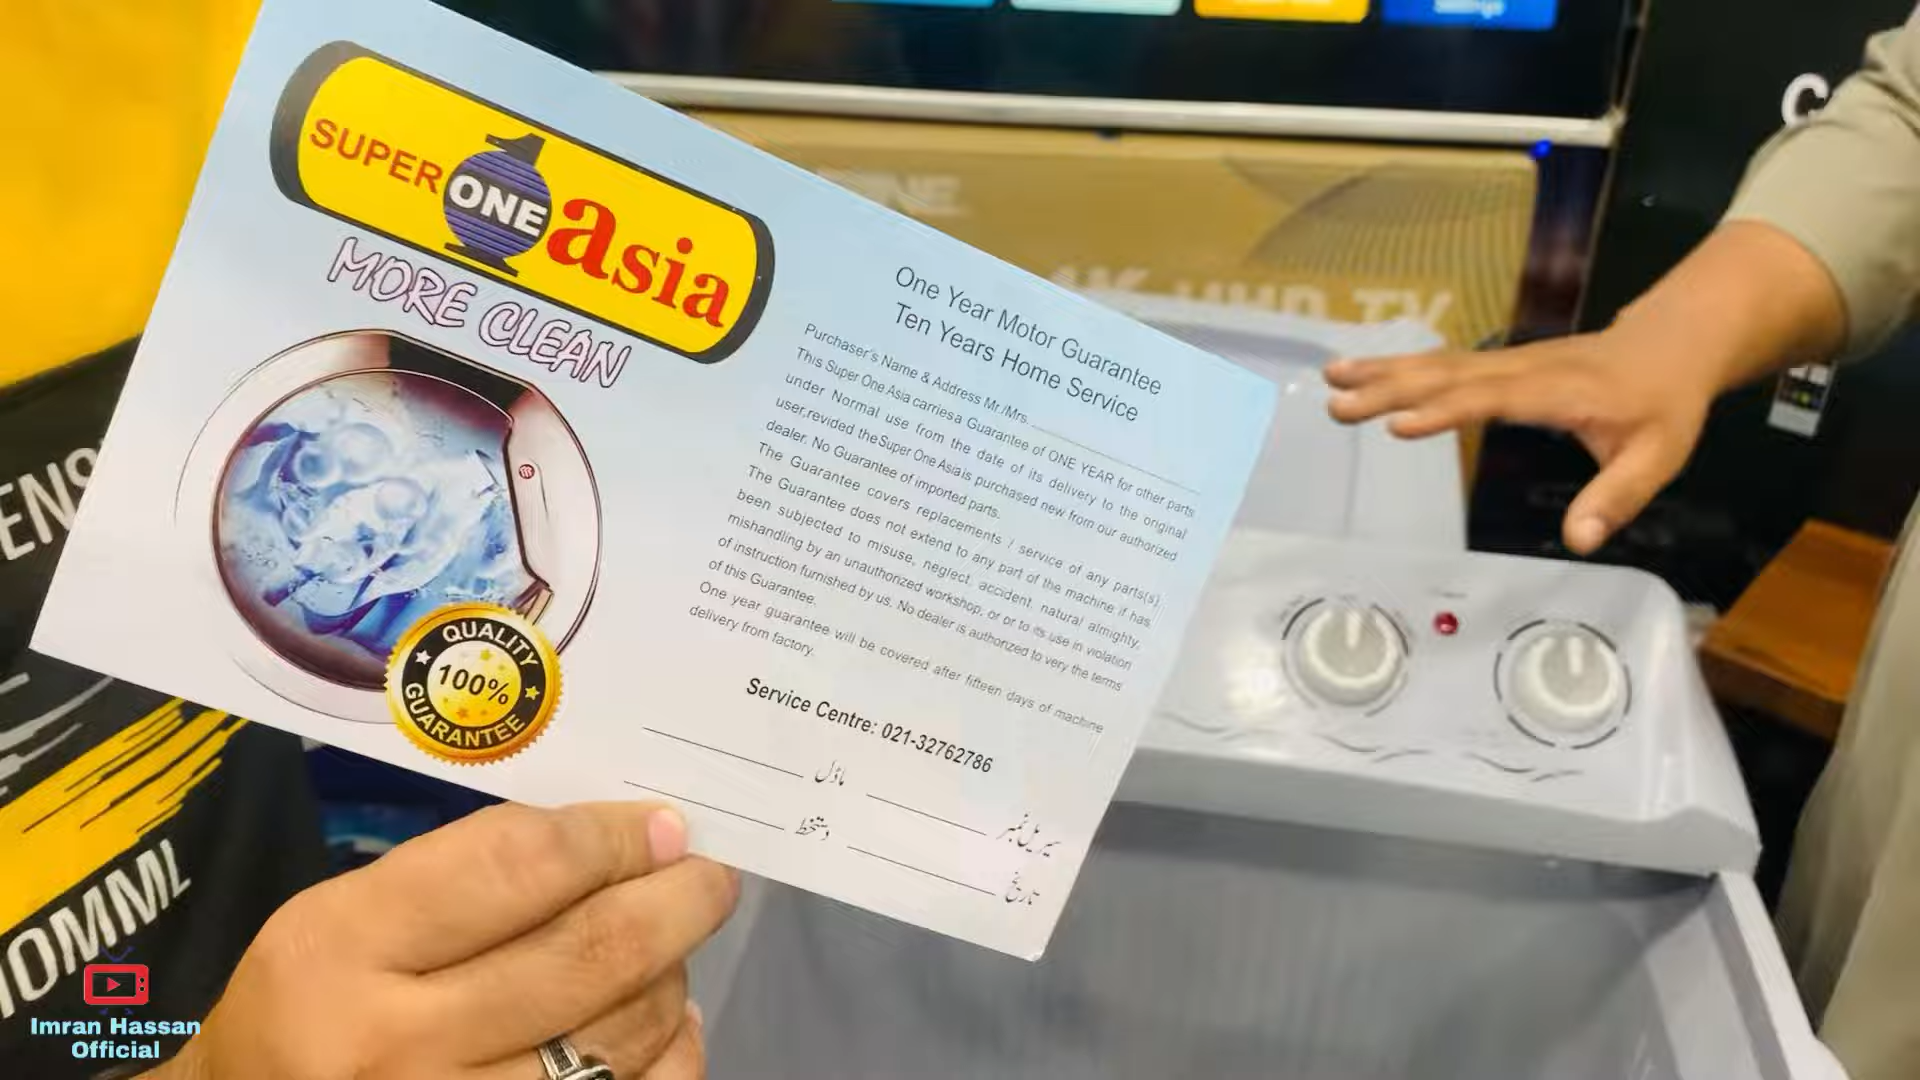 SUPER ONE asia
MORE CLEAN
QUALITY
100%
GUARANTEE
One Year Motor Guarantee
Ten Years Home Service
Purchaser's Name & Address Mr./Mrs.
This Super One Asia carries a Guarantee of ONE YEAR for other parts
under Normal use from the date of its delivery to the original
user,revided the Super One Asia is purchased new from our authorized
dealer. No Guarantee of imported parts.
The Guarantee covers replacements / service of any parts(s).
The Guarantee does not extend to any part of the machine if has
been subjected to misuse, neglect, accident, natural almighty,
mishandling by an unauthorized workshop, or or to its use in violation
of instruction furnished by us. No dealer is authorized to very the terms
of this Guarantee.
One year guarantee will be covered after fifteen days of machine
delivery from factory.
Service Centre: 021-32762786
سیریل نمبر ماڈل
تاریخ دستخط
4K UHD TV
Settings
Imran Hassan
Official